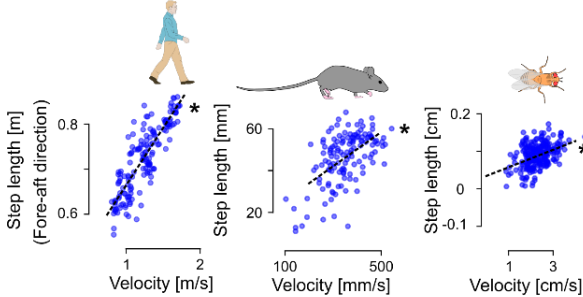 Step length [m]
(Fore-aft direction)
0.8
0.6
*
1
2
Velocity [m/s]
Step length [mm]
60
20
*
100
500
Velocity [mm/s]
Step length [cm]
0.2
0
-0.1
1
3
Velocity [cm/s]